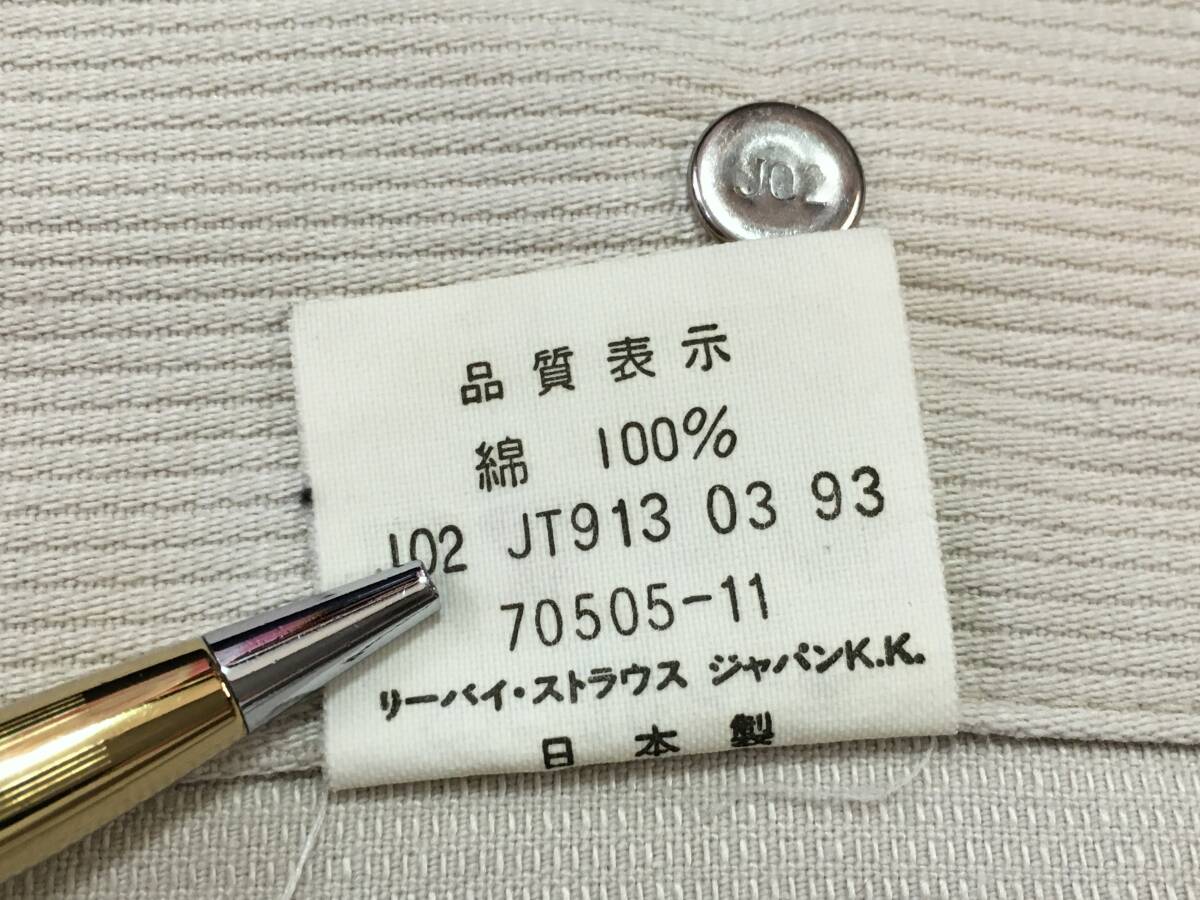 J02
品質表示
綿 100%
J02 JT913 03 93
70505-11
リーバイ・ストラウス ジャパンK.K.
日本製